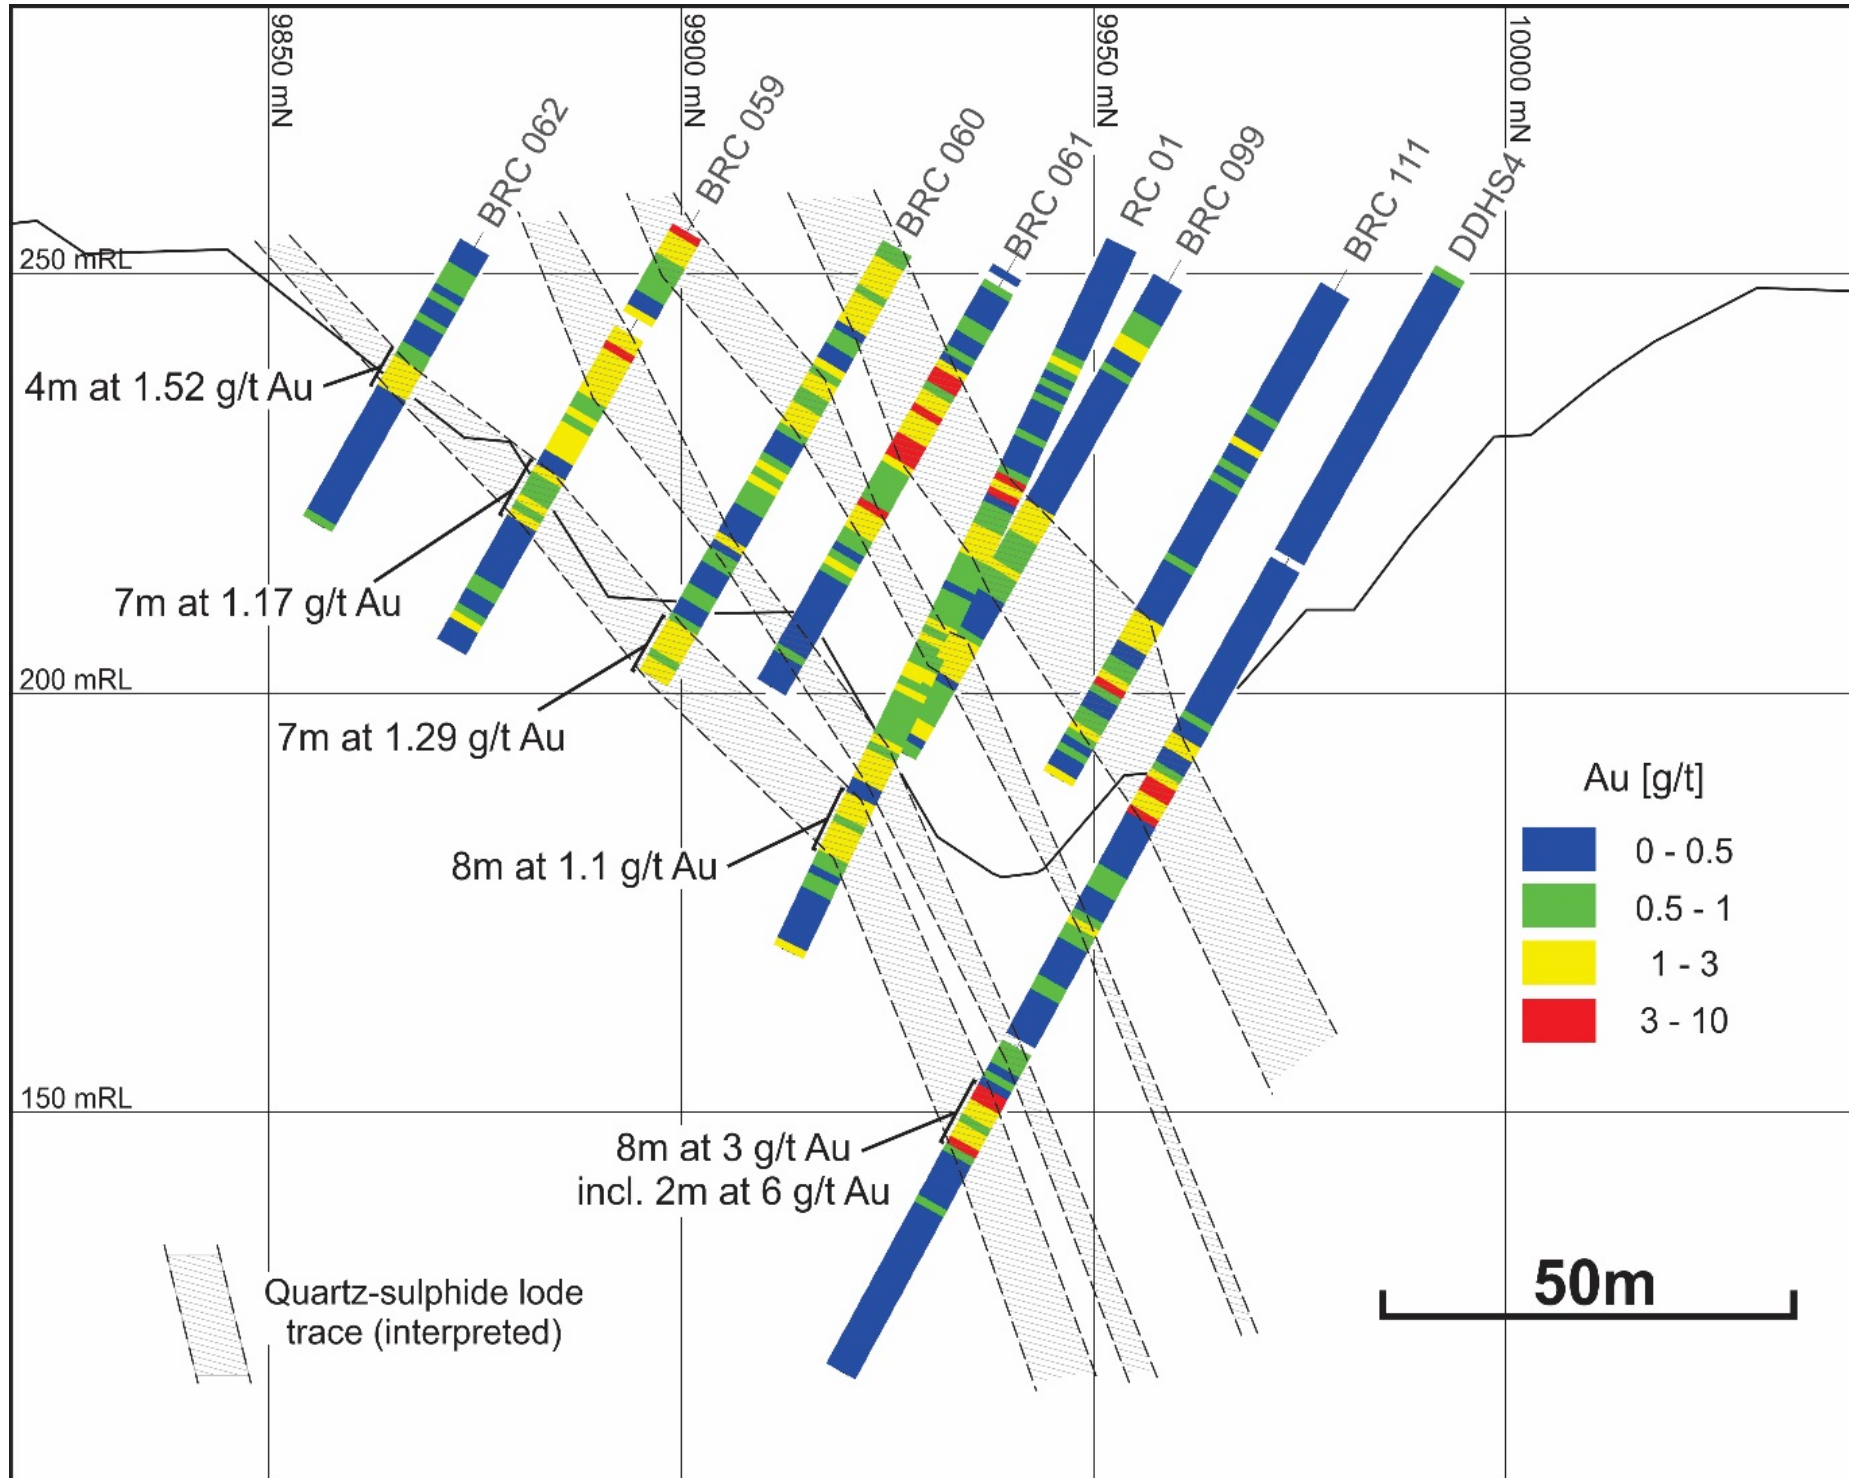 9850 mN
9900 mN
9950 mN
10000 mN
BRC 062
BRC 059
BRC 060
BRC 061
RC 01
BRC 099
BRC 111
DDHS4
250 mRL
4m at 1.52 g/t Au
7m at 1.17 g/t Au
200 mRL
7m at 1.29 g/t Au
8m at 1.1 g/t Au
Au [g/t]
0 - 0.5
0.5 - 1
1 - 3
3 - 10
150 mRL
8m at 3 g/t Au
incl. 2m at 6 g/t Au
Quartz-sulphide lode
trace (interpreted)
50m